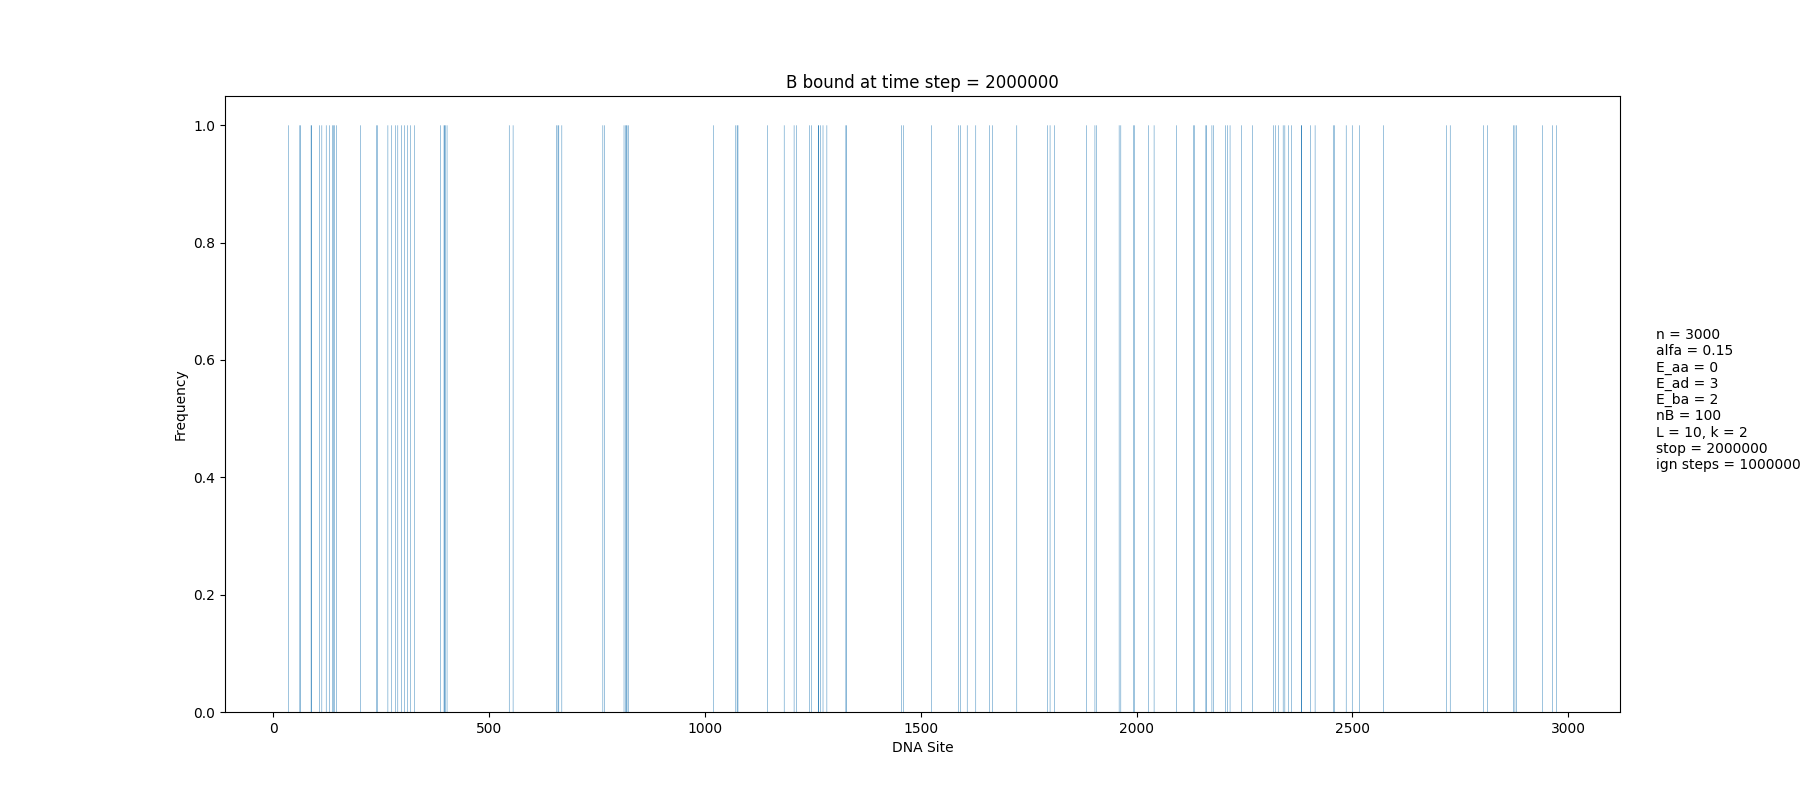 B bound at time step = 2000000
1.0
0.8
0.6
0.4
0.2
0.0
Frequency
0 500 1000 1500 2000 2500 3000
DNA Site
n = 3000
alfa = 0.15
E_aa = 0
E_ad = 3
E_ba = 2
nB = 100
L = 10, k = 2
stop = 2000000
ign steps = 1000000